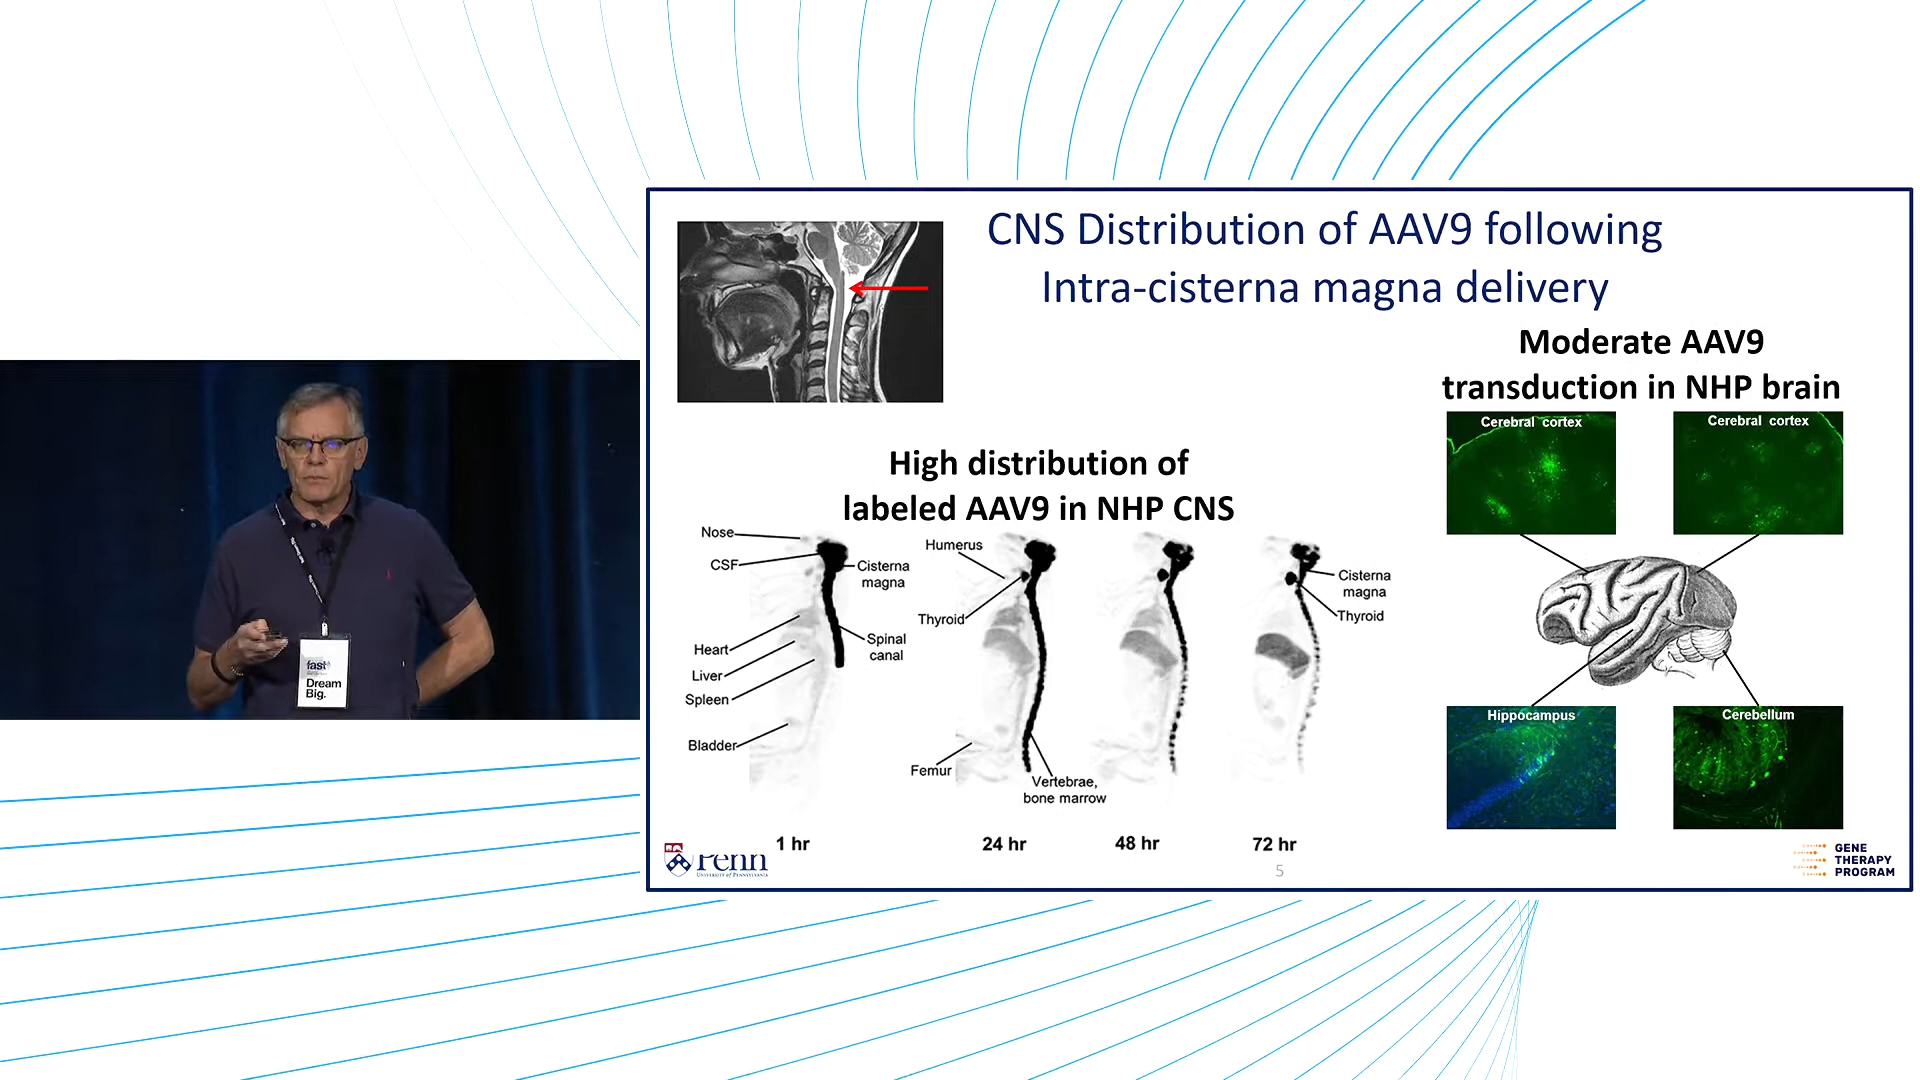 CNS Distribution of AAV9 following
Intra-cisterna magna delivery
Moderate AAV9
transduction in NHP brain
Cerebral cortex
Cerebral cortex
Hippocampus
Cerebellum
High distribution of
labeled AAV9 in NHP CNS
Nose
CSF
Cisterna
magna
Heart
Liver
Spleen
Bladder
Spinal
canal
Humerus
Thyroid
Femur
Vertebrae,
bone marrow
Cisterna
magna
Thyroid
1 hr
24 hr
48 hr
72 hr
Penn
UNIVERSITY of PENNSYLVANIA
5
GENE
THERAPY
PROGRAM
fast
Dream
Big.